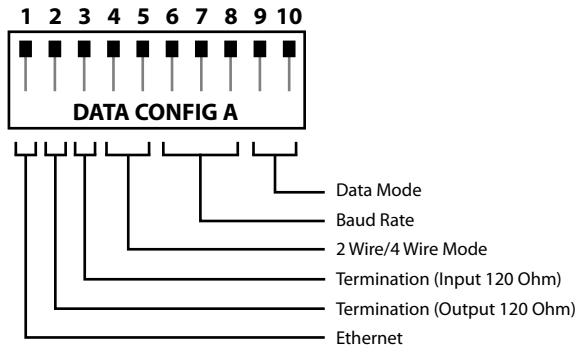 1 2 3 4 5 6 7 8 9 10
DATA CONFIG A
Data Mode
Baud Rate
2 Wire/4 Wire Mode
Termination (Input 120 Ohm)
Termination (Output 120 Ohm)
Ethernet